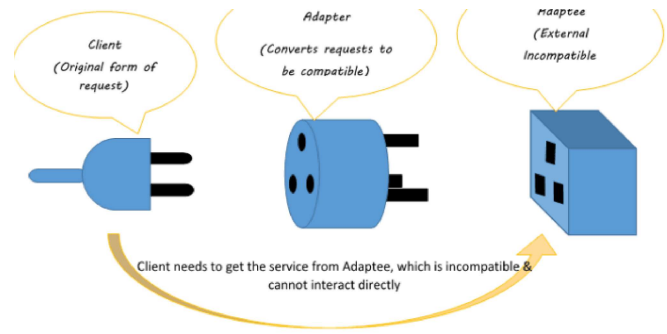 Client
(Original form of
request)
Adapter
(Converts requests to
be compatible)
Adaptee
(External
Incompatible
Client needs to get the service from Adaptee, which is incompatible &
cannot interact directly